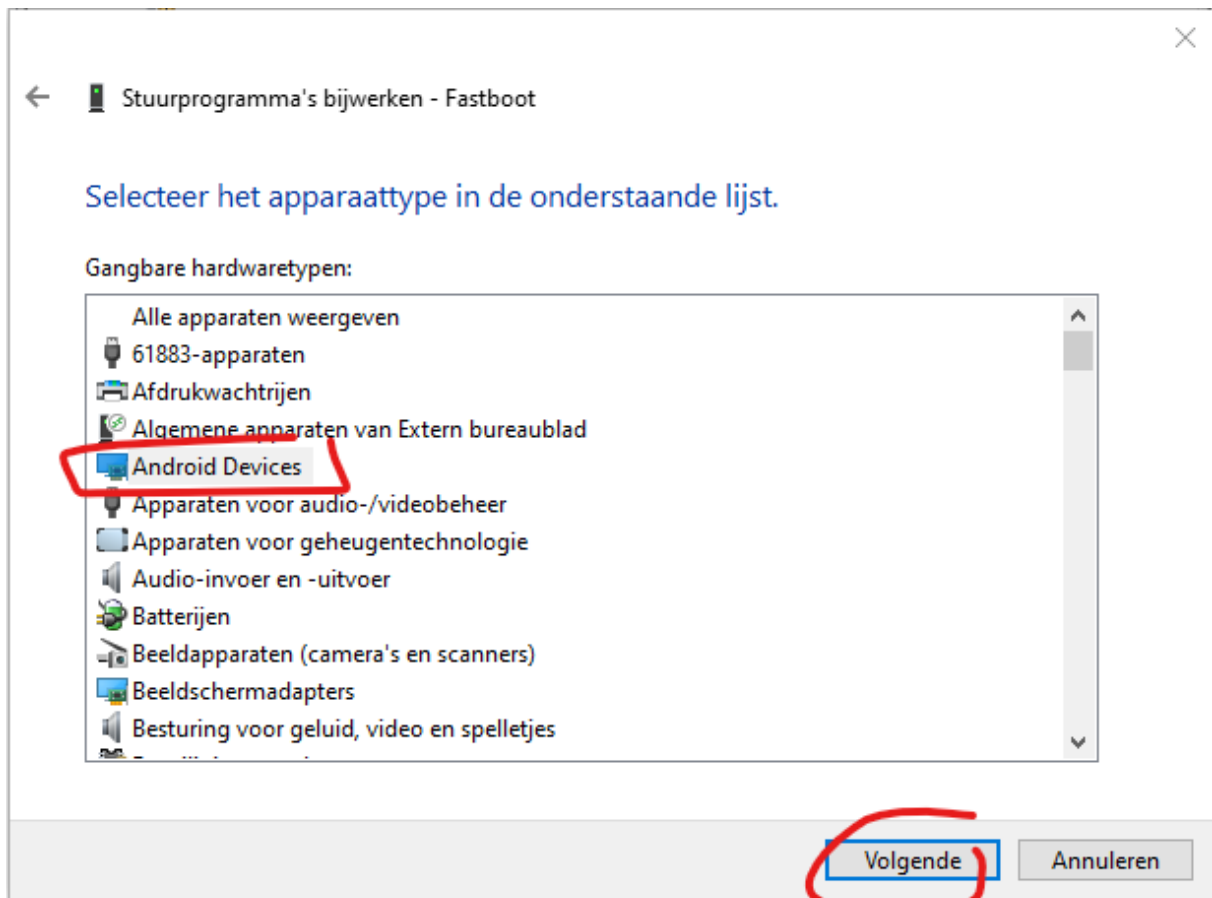 Stuurprogramma's bijwerken - Fastboot
Selecteer het apparaattype in de onderstaande lijst.
Gangbare hardwaretypen:
Alle apparaten weergeven
61883-apparaten
Afdrukwachtrijen
Algemene apparaten van Extern bureaublad
Android Devices
Apparaten voor audio-/videobeheer
Apparaten voor geheugentechnologie
Audio-invoer en -uitvoer
Batterijen
Beeldapparaten (camera's en scanners)
Beeldschermadapters
Besturing voor geluid, video en spelletjes
Volgende
Annuleren